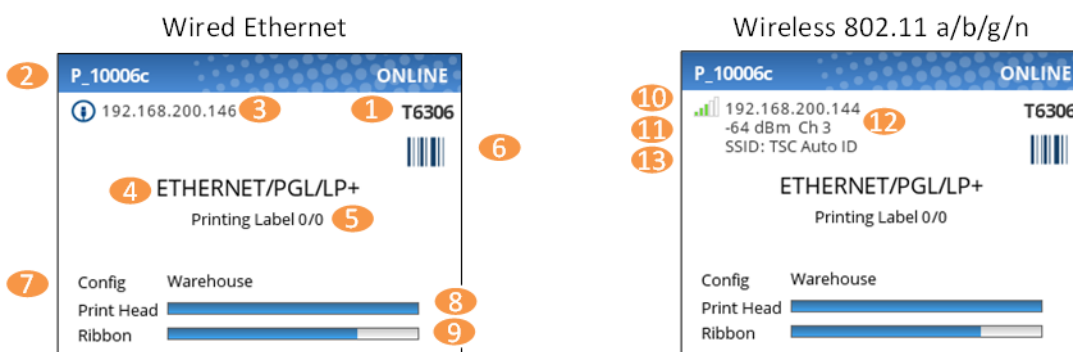 Wired Ethernet
2 P_10006c ONLINE
192.168.200.146 3 1 T6306
6
4 ETHERNET/PGL/LP+
Printing Label 0/0 5
7 Config Warehouse
Print Head 8
Ribbon 9
Wireless 802.11 a/b/g/n
P_10006c ONLINE
10 192.168.200.144 T6306
11 -64 dBm Ch 3 12
13 SSID: TSC Auto ID
ETHERNET/PGL/LP+
Printing Label 0/0
Config Warehouse
Print Head
Ribbon